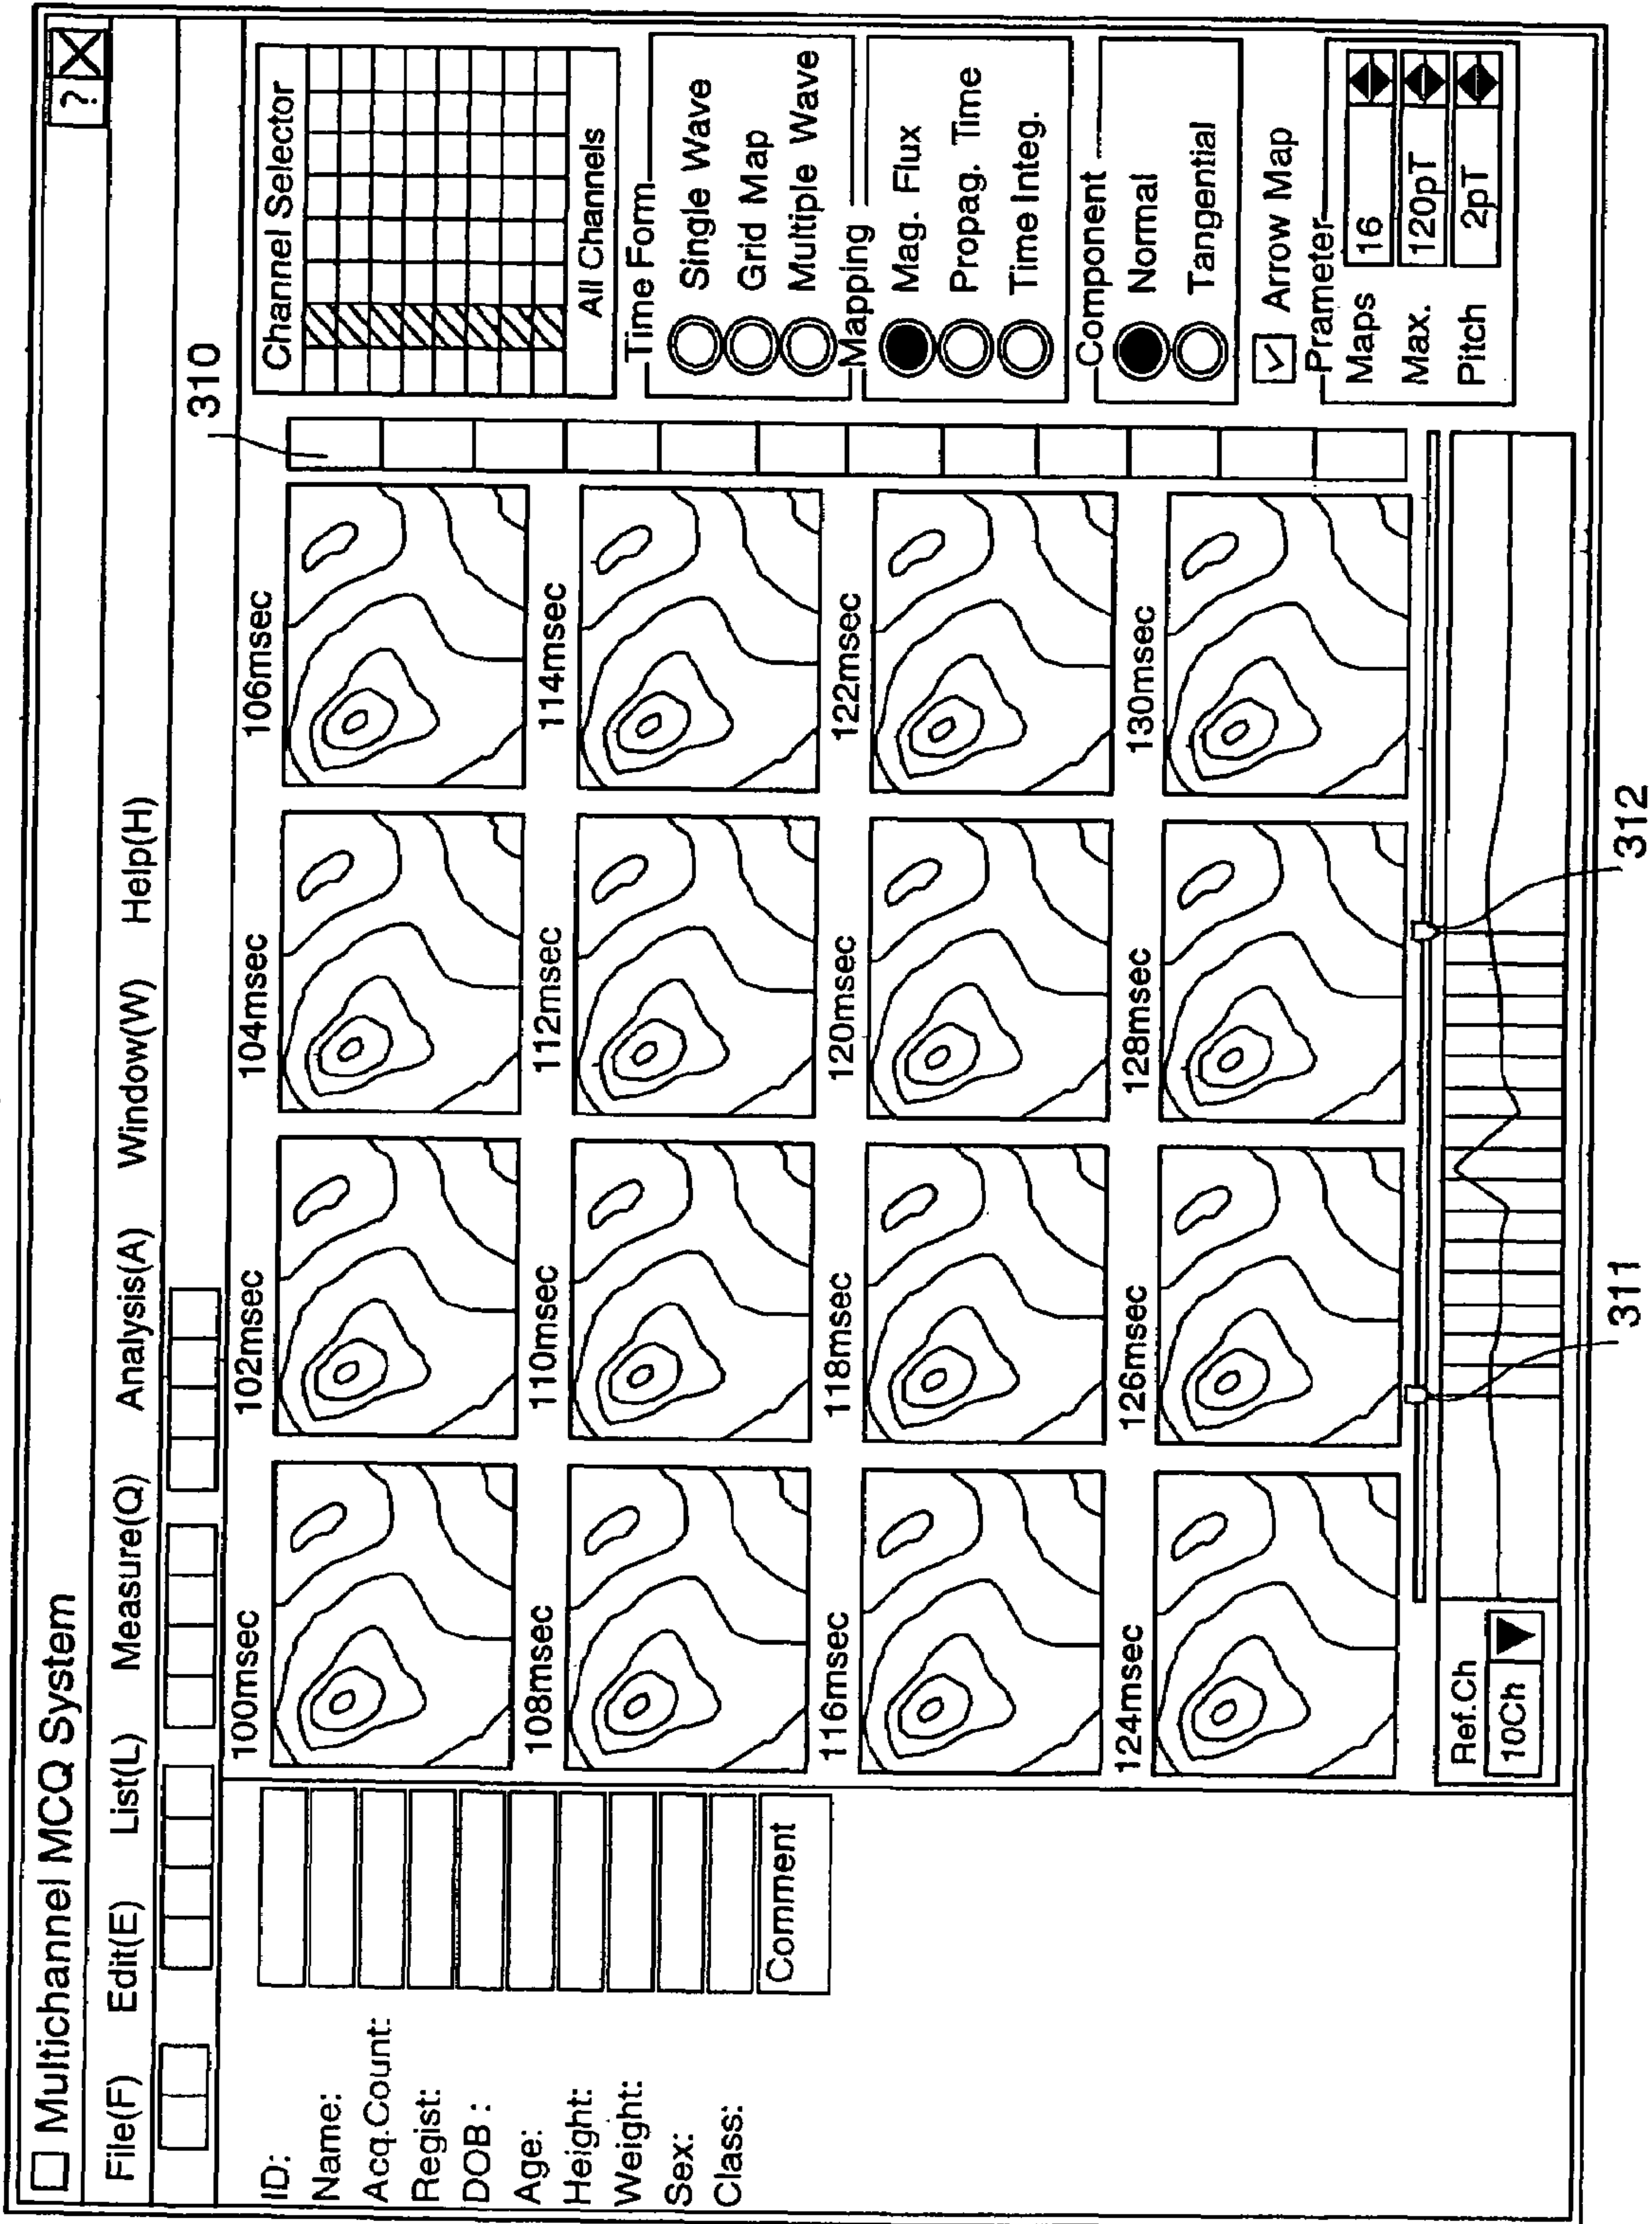 Multichannel MCQ System
?
File(F) Edit(E) List(L) Measure(Q) Analysis(A) Window(W) Help(H)
ID:
Name:
Acq.Count:
Regist:
DOB :
Age:
Height:
Weight:
Sex:
Class:
Comment
100msec 102msec 104msec 106msec
108msec 110msec 112msec 114msec
116msec 118msec 120msec 122msec
124msec 126msec 128msec 130msec
310
Channel Selector
All Channels
Time Form
Single Wave
Grid Map
Multiple Wave
Mapping
Mag. Flux
Propag. Time
Time Integ.
Component
Normal
Tangential
Arrow Map
Prameter
Maps 16
Max. 120pT
Pitch 2pT
Ref.Ch
10Ch
311 312